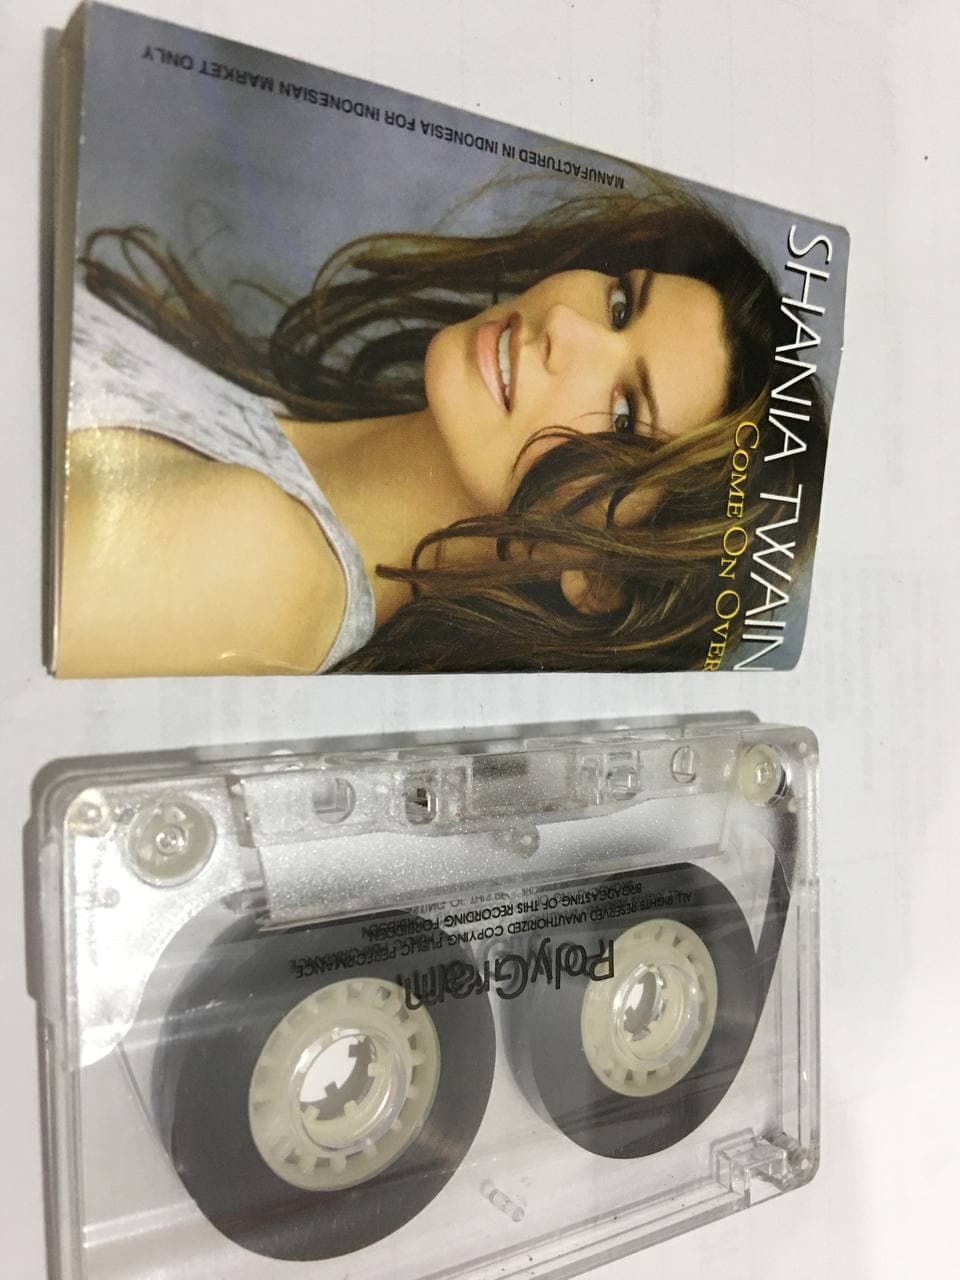 SHANIA TWAIN
COME ON OVER
MANUFACTURED IN INDONESIA FOR INDONESIAN MARKET ONLY
PolyGram
ALL RIGHTS RESERVED UNAUTHORIZED COPYING PUBLIC PERFORMANCE
BROADCASTING OF THIS RECORDING FORBIDDEN